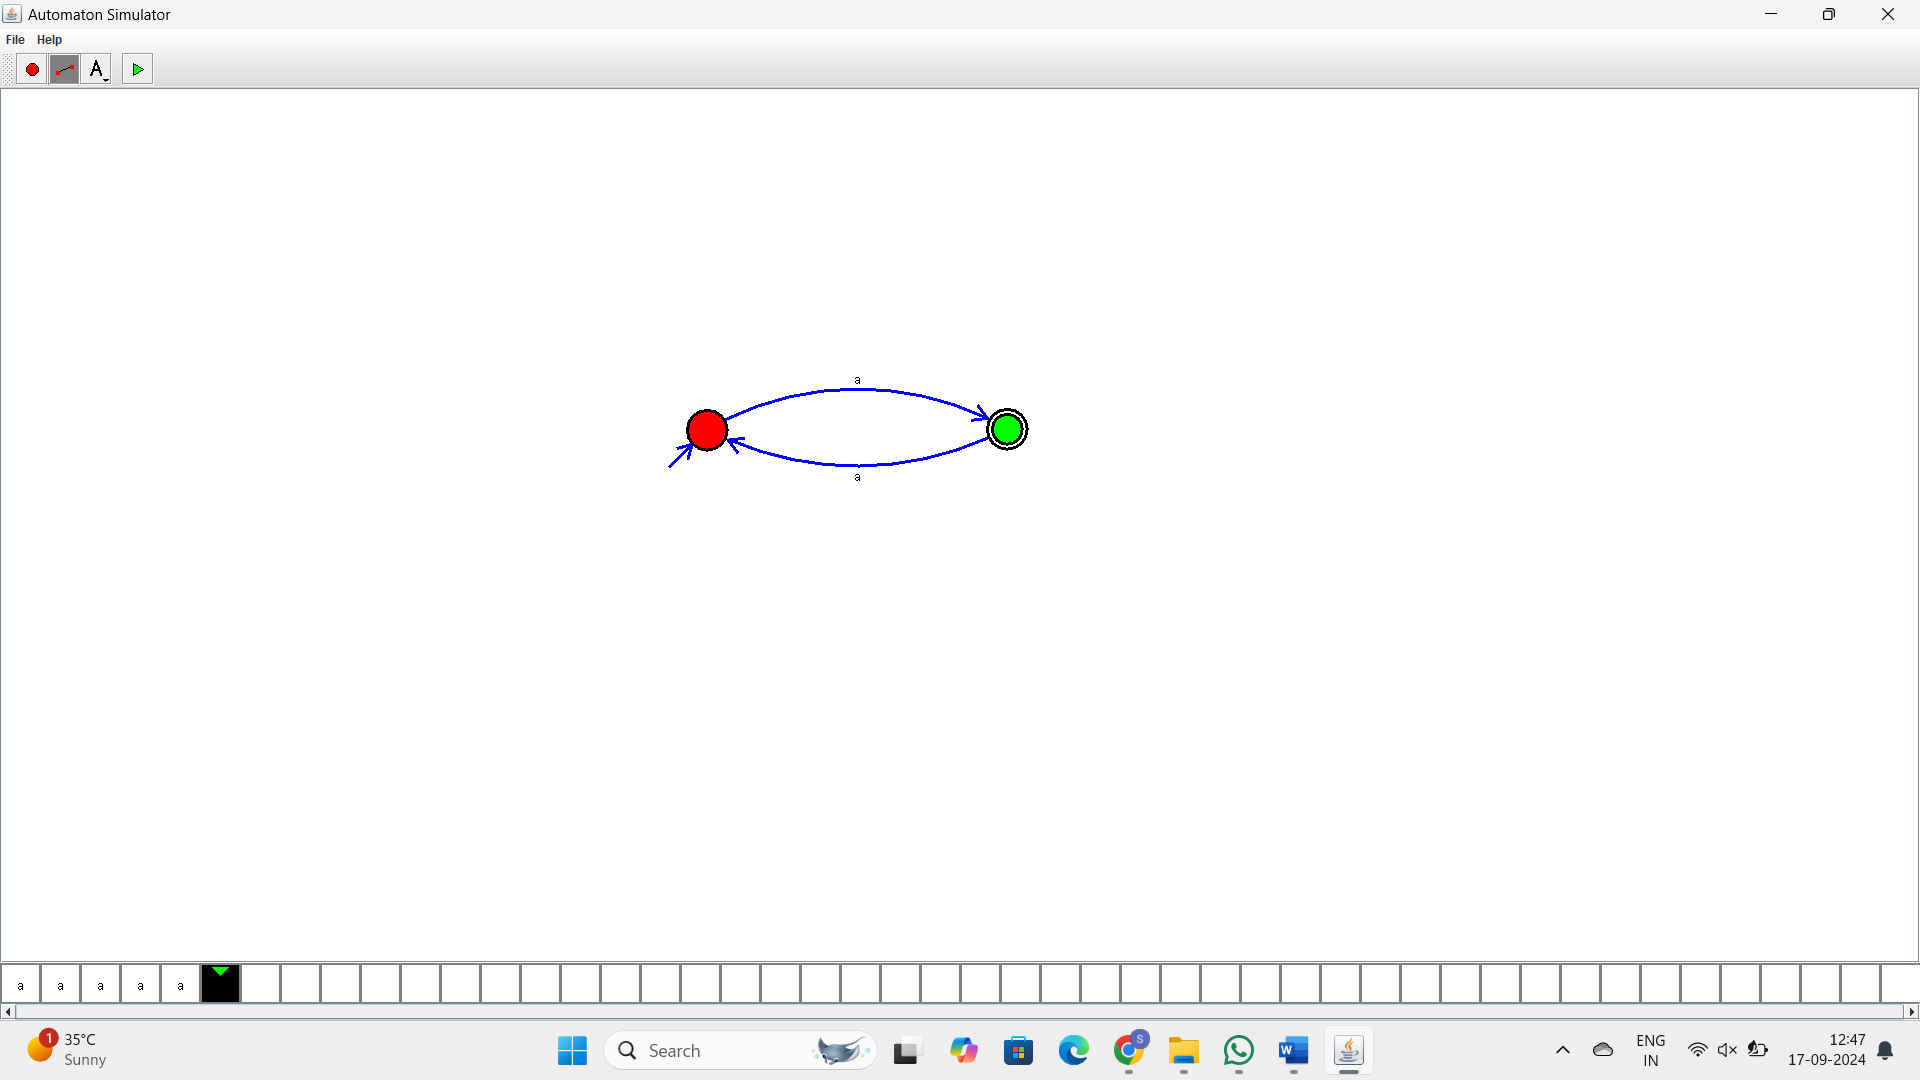 Automaton Simulator
File Help
A
a
a
a a a a a
1
35°C
Sunny
Search
S
W
ENG
IN
12:47
17-09-2024